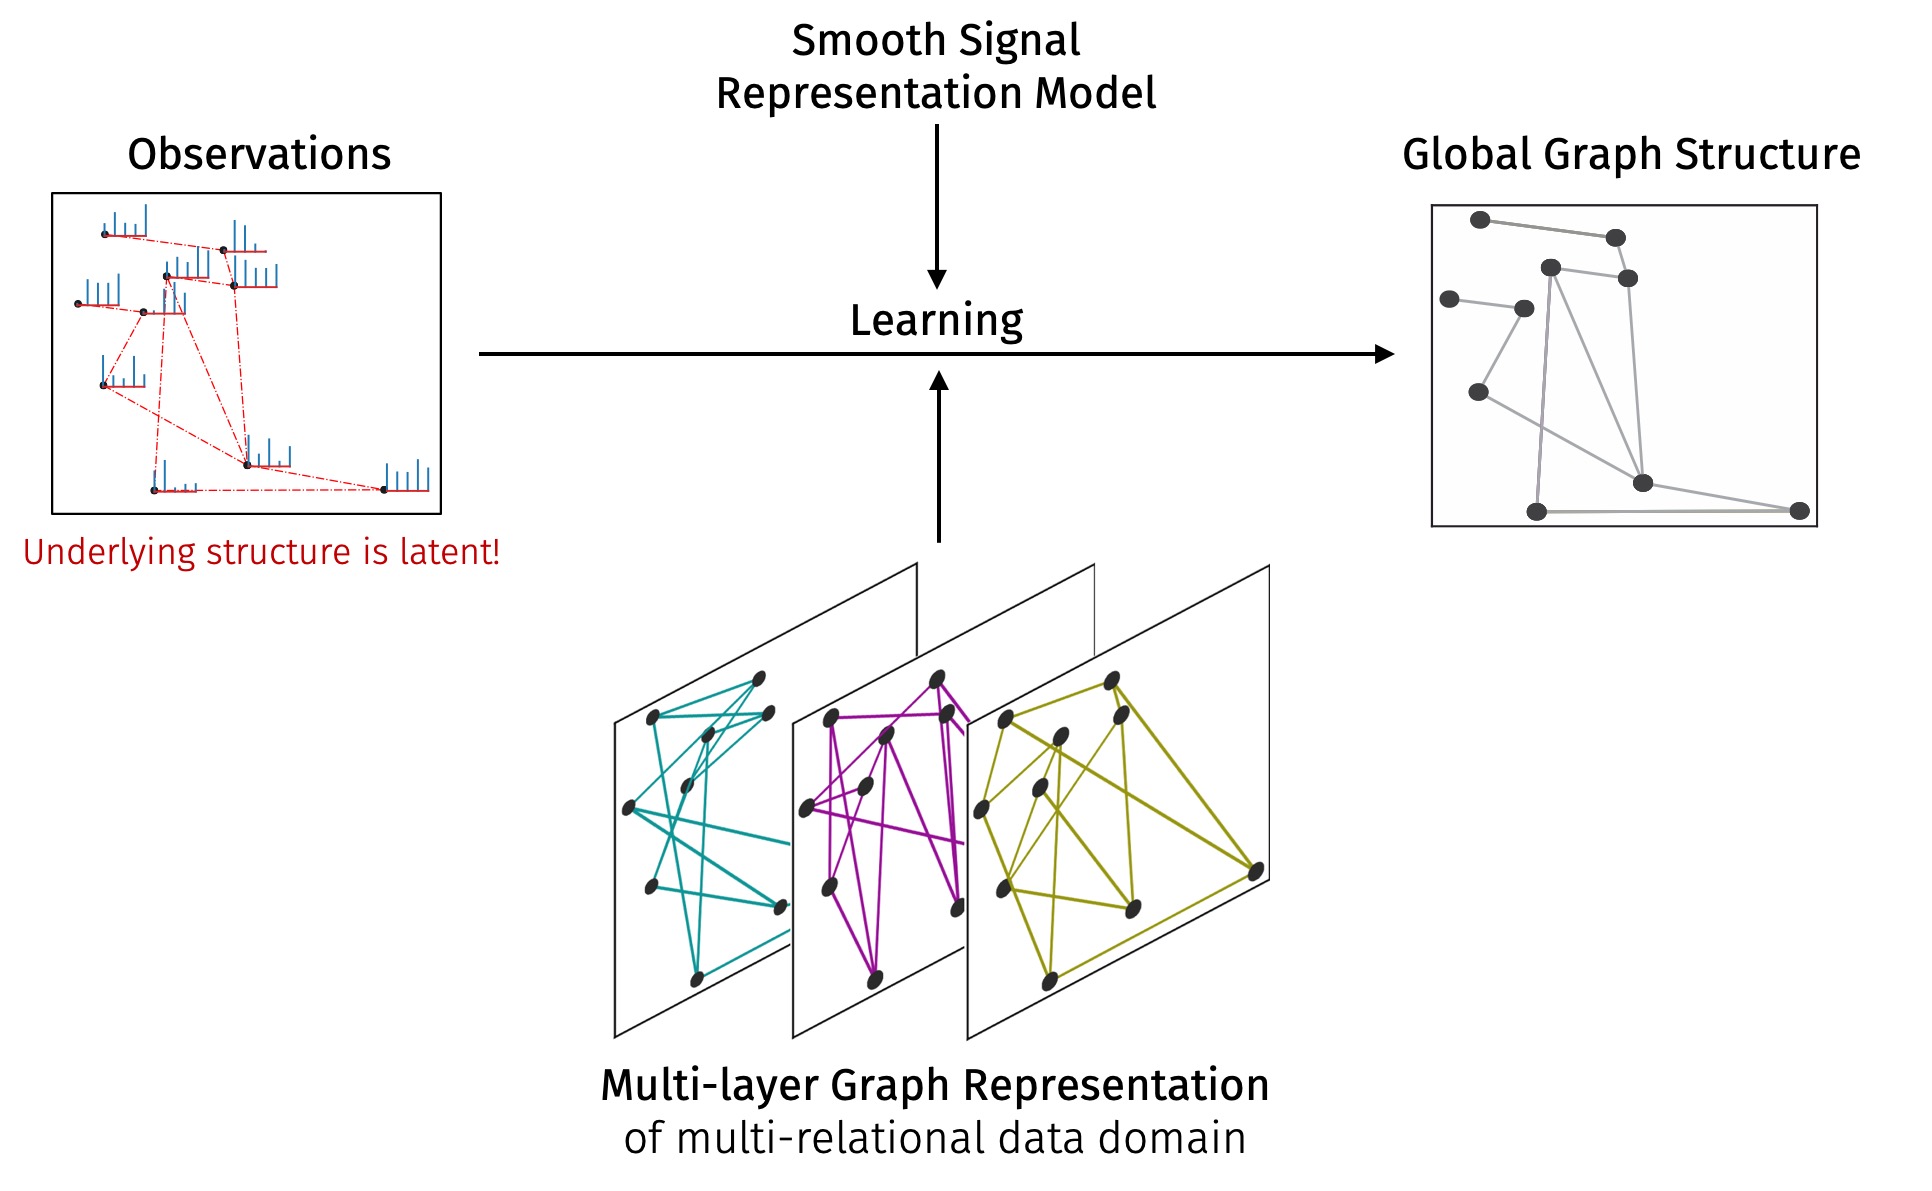 Smooth Signal
Representation Model
Observations
Global Graph Structure
Learning
Underlying structure is latent!
Multi-layer Graph Representation
of multi-relational data domain